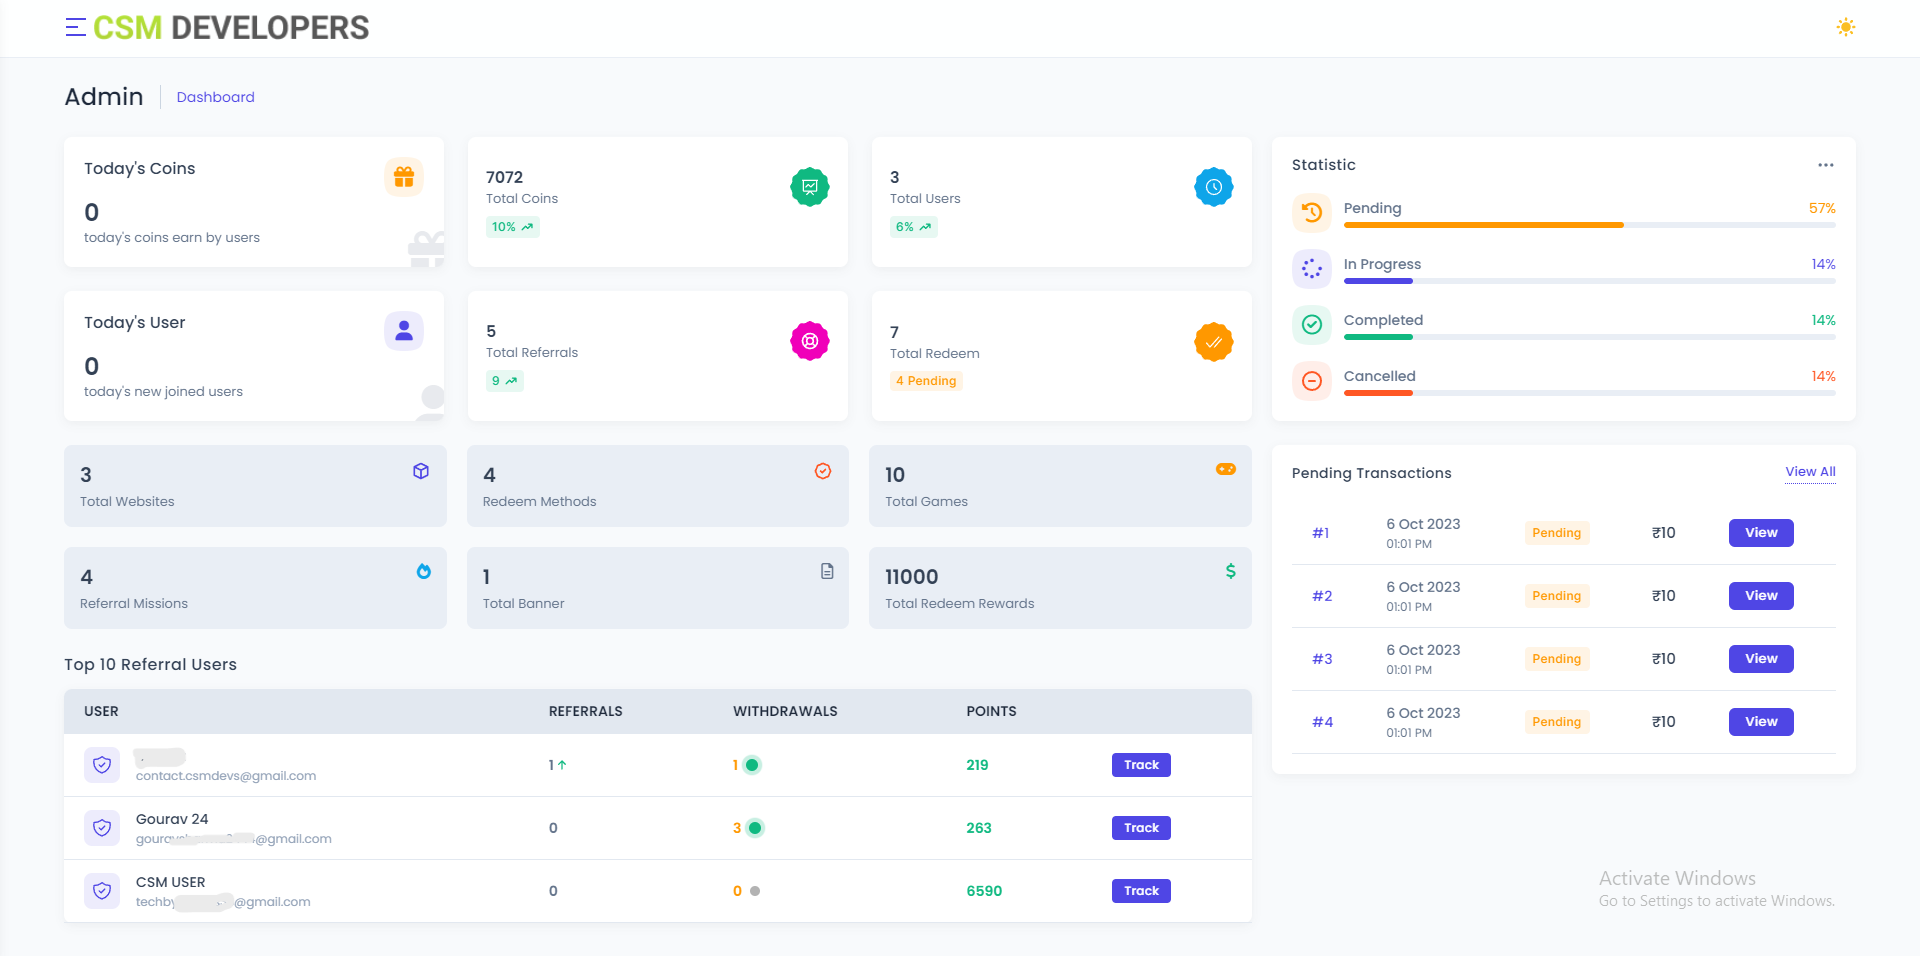 CSM DEVELOPERS
Admin
Dashboard
Today's Coins
0
today's coins earn by users
7072
Total Coins
10%
3
Total Users
6%
Statistic
Pending
57%
In Progress
14%
Completed
14%
Cancelled
14%
Today's User
0
today's new joined users
5
Total Referrals
9
7
Total Redeem
4 Pending
3
Total Websites
4
Redeem Methods
10
Total Games
4
Referral Missions
1
Total Banner
11000
Total Redeem Rewards
Pending Transactions
View All
#1 6 Oct 2023 Pending ₹10 View
01:01 PM
#2 6 Oct 2023 Pending ₹10 View
01:01 PM
#3 6 Oct 2023 Pending ₹10 View
01:01 PM
#4 6 Oct 2023 Pending ₹10 View
01:01 PM
Top 10 Referral Users
USER REFERRALS WITHDRAWALS POINTS
contact.csmdevs@gmail.com 1 1 219 Track
Gourav 24 0 3 263 Track
@gmail.com
CSM USER 0 0 6590 Track
@gmail.com
Activate Windows
Go to Settings to activate Windows.